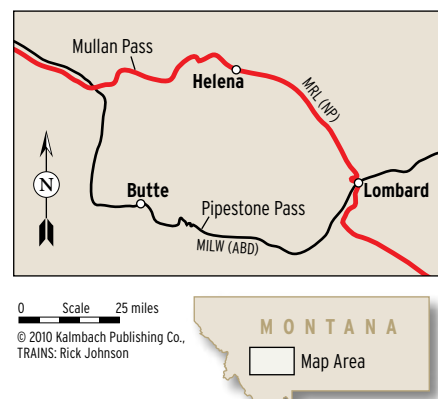 Mullan Pass
Helena
MRL (NP)
N
Butte
Lombard
Pipestone Pass
MILW (ABD)
0 Scale 25 miles
© 2010 Kalmbach Publishing Co.,
TRAINS: Rick Johnson
MONTANA
Map Area